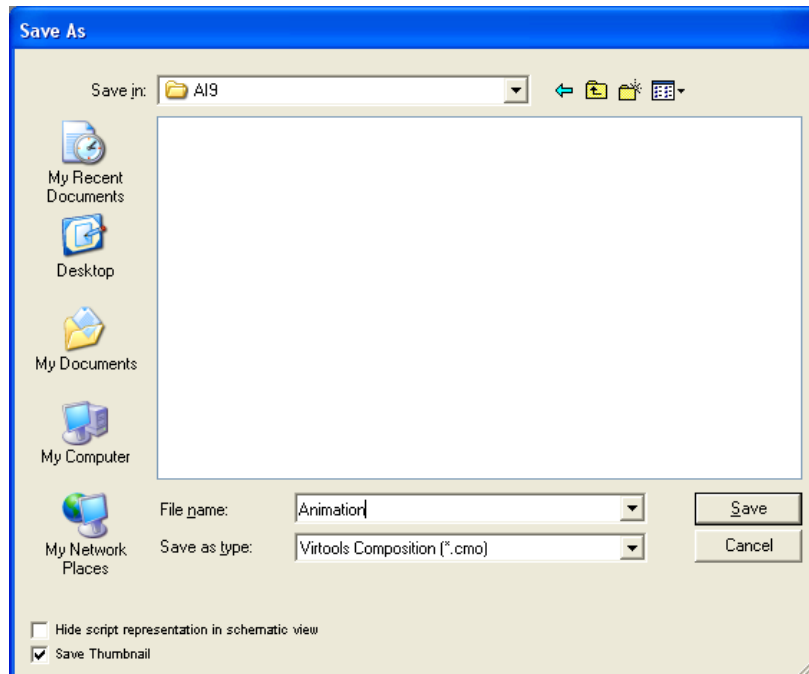 Save As
Save in:
AI9
My Recent
Documents
Desktop
My Documents
My Computer
My Network
Places
File name:
Animation
Save
Save as type:
Virtools Composition (*.cmo)
Cancel
Hide script representation in schematic view
Save Thumbnail